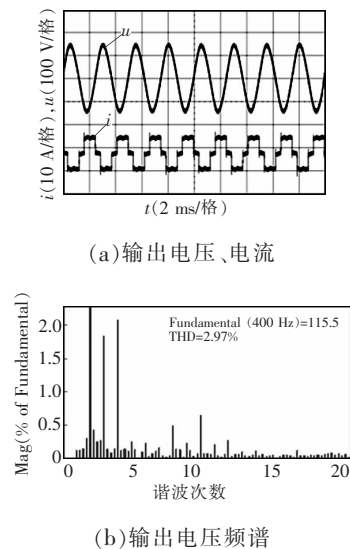 i(10 A/格),u(100 V/格)
u
i
t(2 ms/格)
(a)输出电压、电流
Mag(% of Fundamental)
2.0
1.5
1.0
0.5
0
Fundamental (400 Hz)=115.5
THD=2.97%
0 5 10 15 20
谐波次数
(b)输出电压频谱